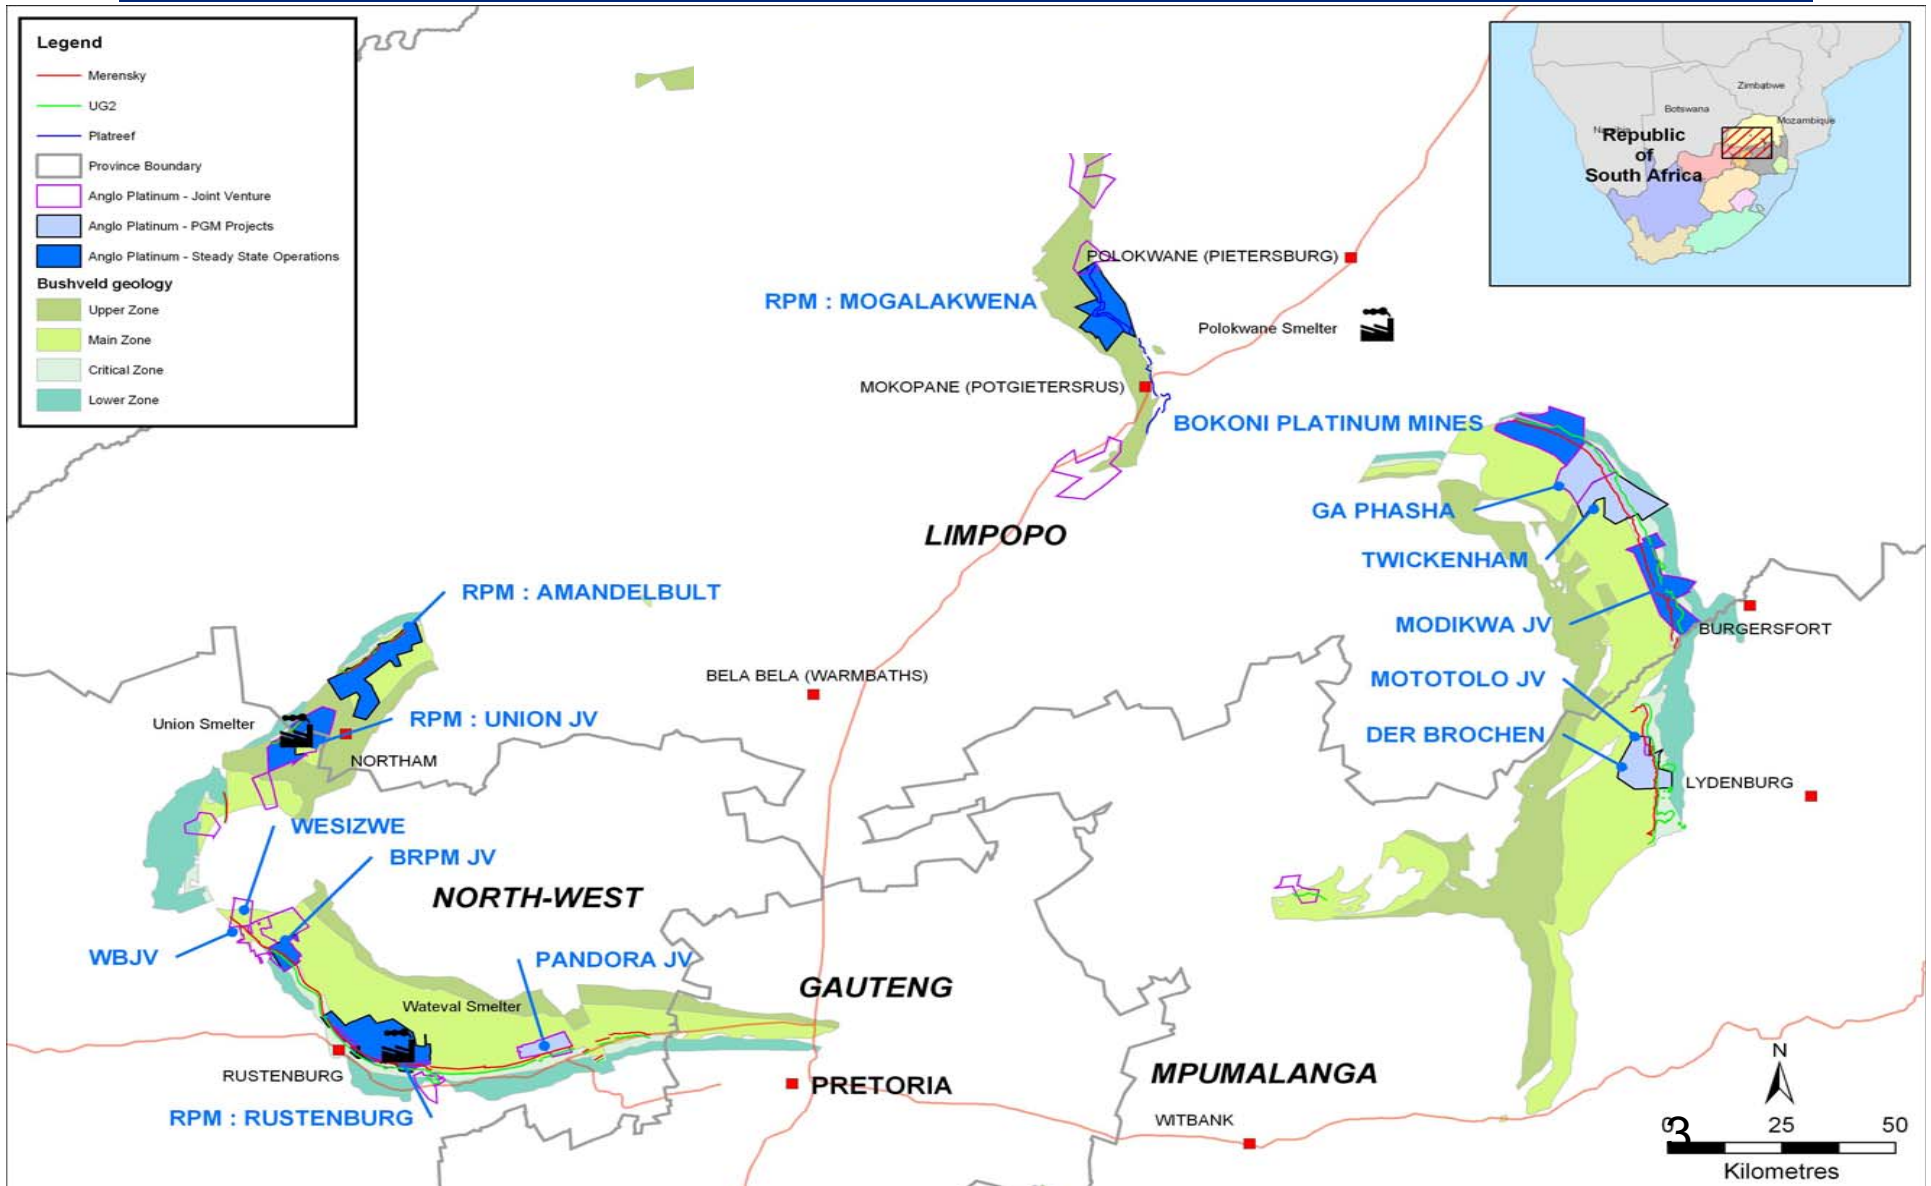 Legend
Merensky
UG2
Platreef
Province Boundary
Anglo Platinum - Joint Venture
Anglo Platinum - PGM Projects
Anglo Platinum - Steady State Operations
Bushveld geology
Upper Zone
Main Zone
Critical Zone
Lower Zone
Zimbabwe
Botswana
Mozambique
Namibia
Republic
of
South Africa
POLOKWANE (PIETERSBURG)
RPM : MOGALAKWENA
Polokwane Smelter
MOKOPANE (POTGIETERSRUS)
BOKONI PLATINUM MINES
GA PHASHA
LIMPOPO
TWICKENHAM
RPM : AMANDELBULT
MODIKWA JV
BURGERSFORT
BELA BELA (WARMBATHS)
MOTOTOLO JV
Union Smelter
RPM : UNION JV
DER BROCHEN
NORTHAM
LYDENBURG
WESIZWE
BRPM JV
NORTH-WEST
WBJV
PANDORA JV
GAUTENG
Wateval Smelter
RUSTENBURG
PRETORIA
MPUMALANGA
RPM : RUSTENBURG
WITBANK
N
0 25 50
3
Kilometres